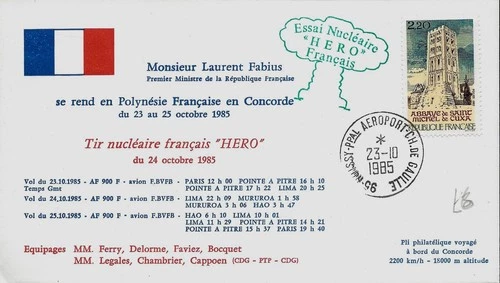 Monsieur Laurent Fabius
Premier Ministre de la République Française
se rend en Polynésie Française en Concorde
du 23 au 25 octobre 1985
Tir nucléaire français "HERO"
du 24 octobre 1985
Essai Nucléaire
«HERO»
Français
2,20
ABBAYE DE SAINT
MICHEL DE CUXA
REPUBLIQUE FRANÇAISE
95-ROISSY-PPAL AEROPORT-CH. DE GAULLE
*
23-10
1985
Vol du 23.10.1985 - AF 900 F - avion F.BVFB - PARIS 12 h 00 POINTE A PITRE 16 h 10
Temps Gmt POINTE A PITRE 17 h 22 LIMA 20 h 25
Vol du 24.10.1985 - AF 900 F - avion F.BVFB - LIMA 22 h 09 MURUROA 1 h 58
MURUROA 3 h 06 HAO 3 h 47
Vol du 25.10.1985 - AF 900 F - avion F.BVFB - HAO 6 h 10 LIMA 10 h 01
LIMA 11 h 29 POINTE A PITRE 14 h 21
POINTE A PITRE 15 h 37 PARIS 19 h 40
Equipages MM. Ferry, Delorme, Faviez, Bocquet
MM. Legales, Chambrier, Cappoen (CDG - PTP - CDG)
Pli philatélique voyagé
à bord du Concorde
2200 km/h - 18000 m altitude